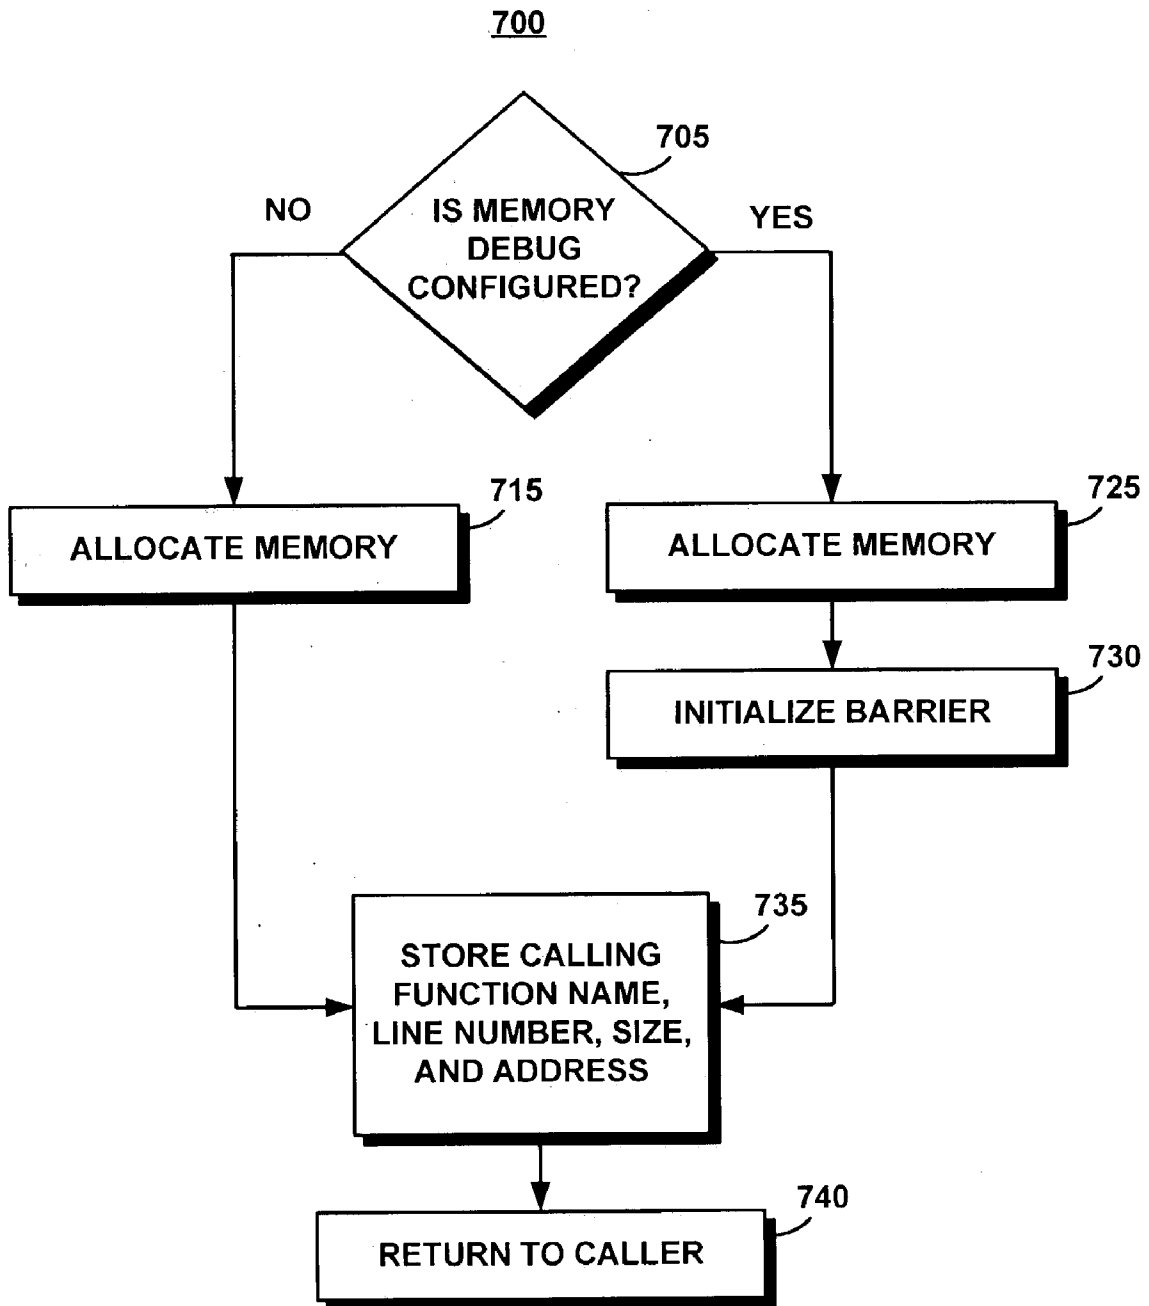 700
705
NO
IS MEMORY
DEBUG
CONFIGURED?
YES
715
ALLOCATE MEMORY
725
ALLOCATE MEMORY
730
INITIALIZE BARRIER
735
STORE CALLING
FUNCTION NAME,
LINE NUMBER, SIZE,
AND ADDRESS
740
RETURN TO CALLER